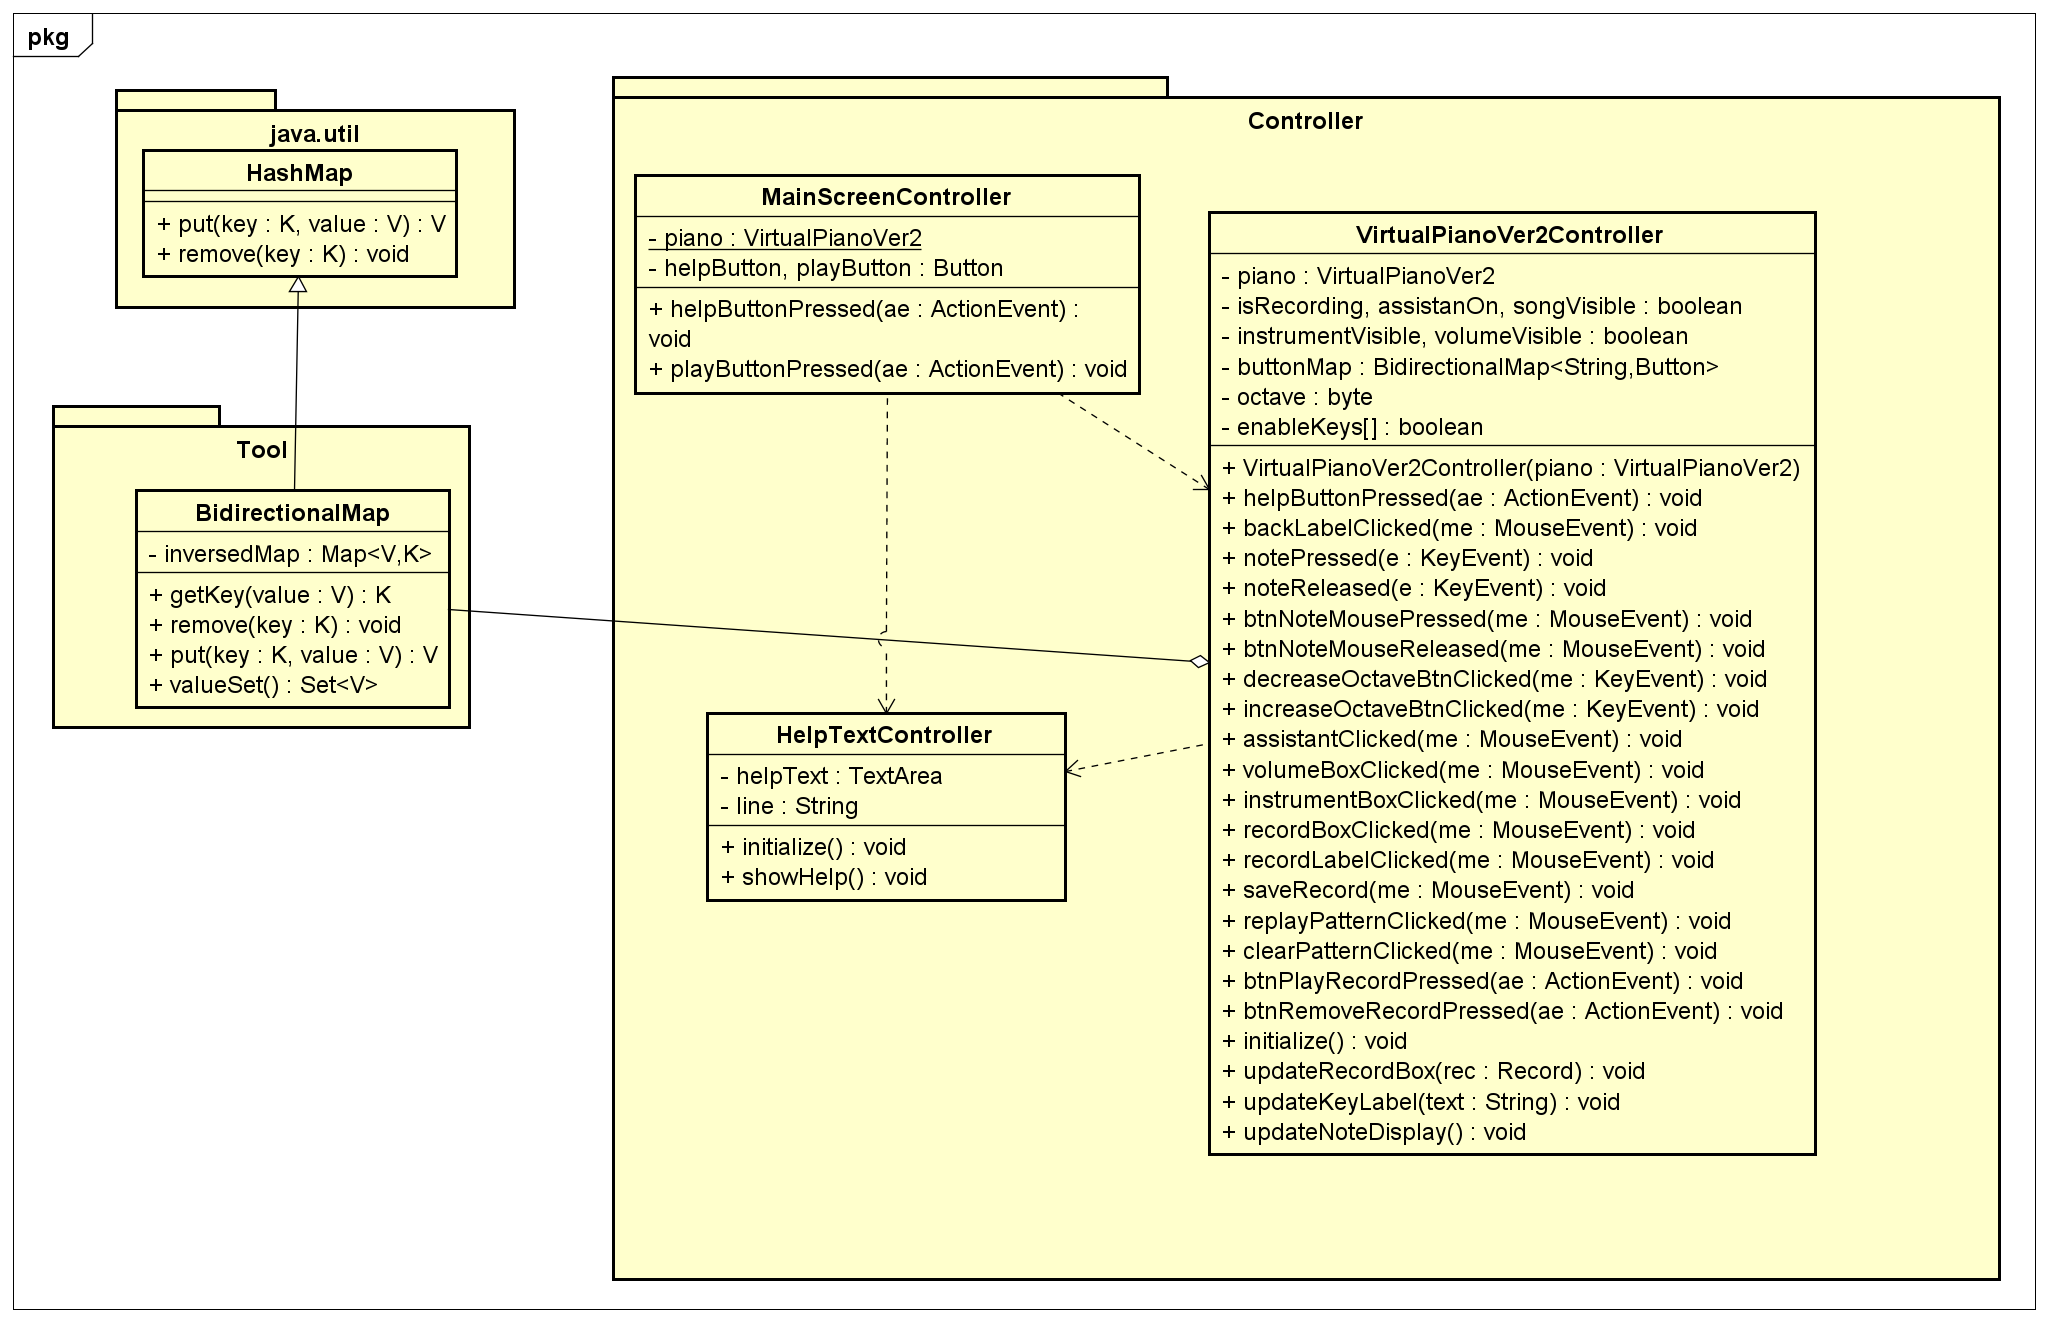 pkg
java.util
HashMap
+ put(key : K, value : V) : V
+ remove(key : K) : void
Tool
BidirectionalMap
- inversedMap : Map<V,K>
+ getKey(value : V) : K
+ remove(key : K) : void
+ put(key : K, value : V) : V
+ valueSet() : Set<V>
Controller
MainScreenController
- piano : VirtualPianoVer2
- helpButton, playButton : Button
+ helpButtonPressed(ae : ActionEvent) :
void
+ playButtonPressed(ae : ActionEvent) : void
HelpTextController
- helpText : TextArea
- line : String
+ initialize() : void
+ showHelp() : void
VirtualPianoVer2Controller
- piano : VirtualPianoVer2
- isRecording, assistanOn, songVisible : boolean
- instrumentVisible, volumeVisible : boolean
- buttonMap : BidirectionalMap<String,Button>
- octave : byte
- enableKeys[] : boolean
+ VirtualPianoVer2Controller(piano : VirtualPianoVer2)
+ helpButtonPressed(ae : ActionEvent) : void
+ backLabelClicked(me : MouseEvent) : void
+ notePressed(e : KeyEvent) : void
+ noteReleased(e : KeyEvent) : void
+ btnNoteMousePressed(me : MouseEvent) : void
+ btnNoteMouseReleased(me : MouseEvent) : void
+ decreaseOctaveBtnClicked(me : KeyEvent) : void
+ increaseOctaveBtnClicked(me : KeyEvent) : void
+ assistantClicked(me : MouseEvent) : void
+ volumeBoxClicked(me : MouseEvent) : void
+ instrumentBoxClicked(me : MouseEvent) : void
+ recordBoxClicked(me : MouseEvent) : void
+ recordLabelClicked(me : MouseEvent) : void
+ saveRecord(me : MouseEvent) : void
+ replayPatternClicked(me : MouseEvent) : void
+ clearPatternClicked(me : MouseEvent) : void
+ btnPlayRecordPressed(ae : ActionEvent) : void
+ btnRemoveRecordPressed(ae : ActionEvent) : void
+ initialize() : void
+ updateRecordBox(rec : Record) : void
+ updateKeyLabel(text : String) : void
+ updateNoteDisplay() : void